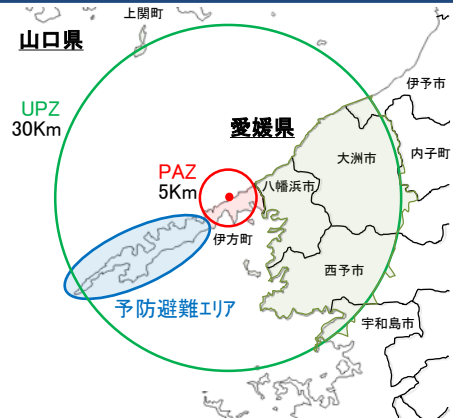 上関町
山口県
伊予市
UPZ
30Km
愛媛県
大洲市
内子町
PAZ
5Km
八幡浜市
伊方町
西予市
予防避難エリア
宇和島市